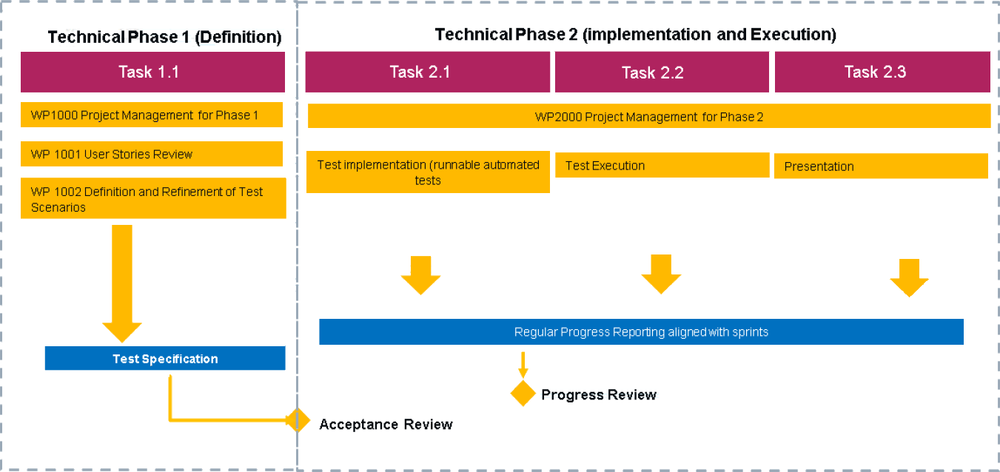 Technical Phase 1 (Definition)
Task 1.1
WP1000 Project Management for Phase 1
WP 1001 User Stories Review
WP 1002 Definition and Refinement of Test
Scenarios
Test Specification
Acceptance Review
Technical Phase 2 (implementation and Execution)
Task 2.1
Task 2.2
Task 2.3
WP2000 Project Management for Phase 2
Test implementation (runnable automated
tests
Test Execution
Presentation
Regular Progress Reporting aligned with sprints
Progress Review